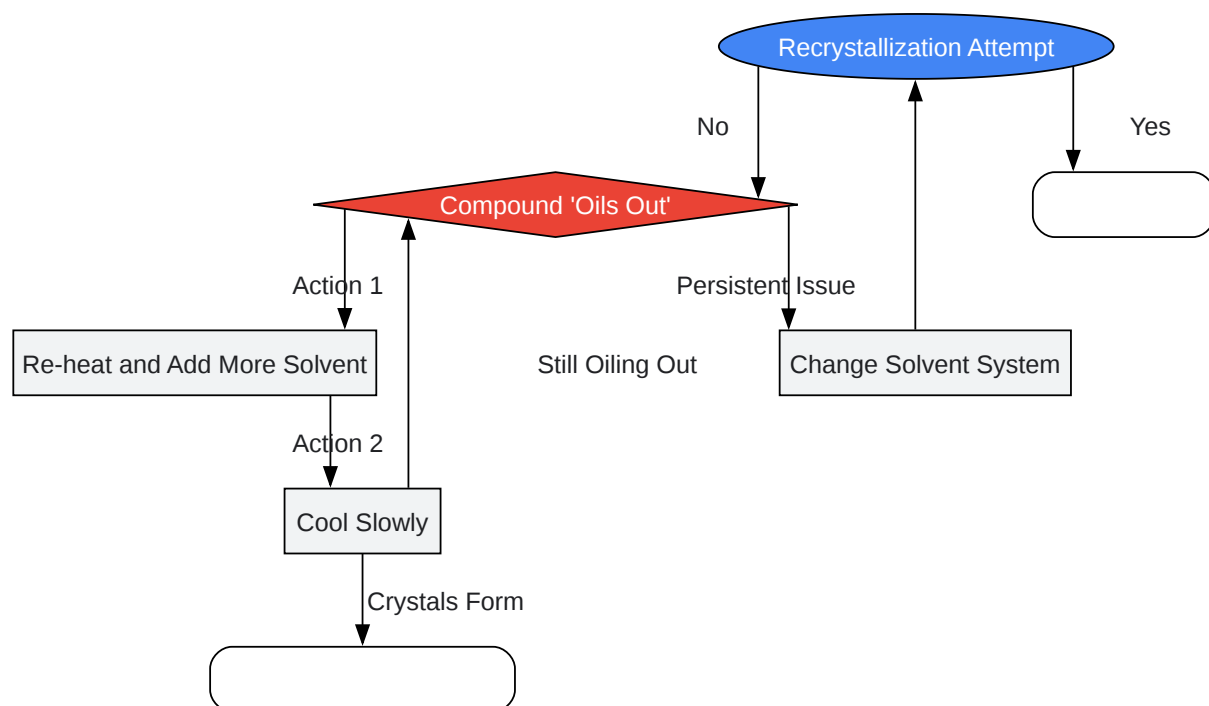 Recrystallization Attempt
No
Yes
Compound 'Oils Out'
Action 1
Persistent Issue
Re-heat and Add More Solvent
Still Oiling Out
Change Solvent System
Action 2
Cool Slowly
Crystals Form